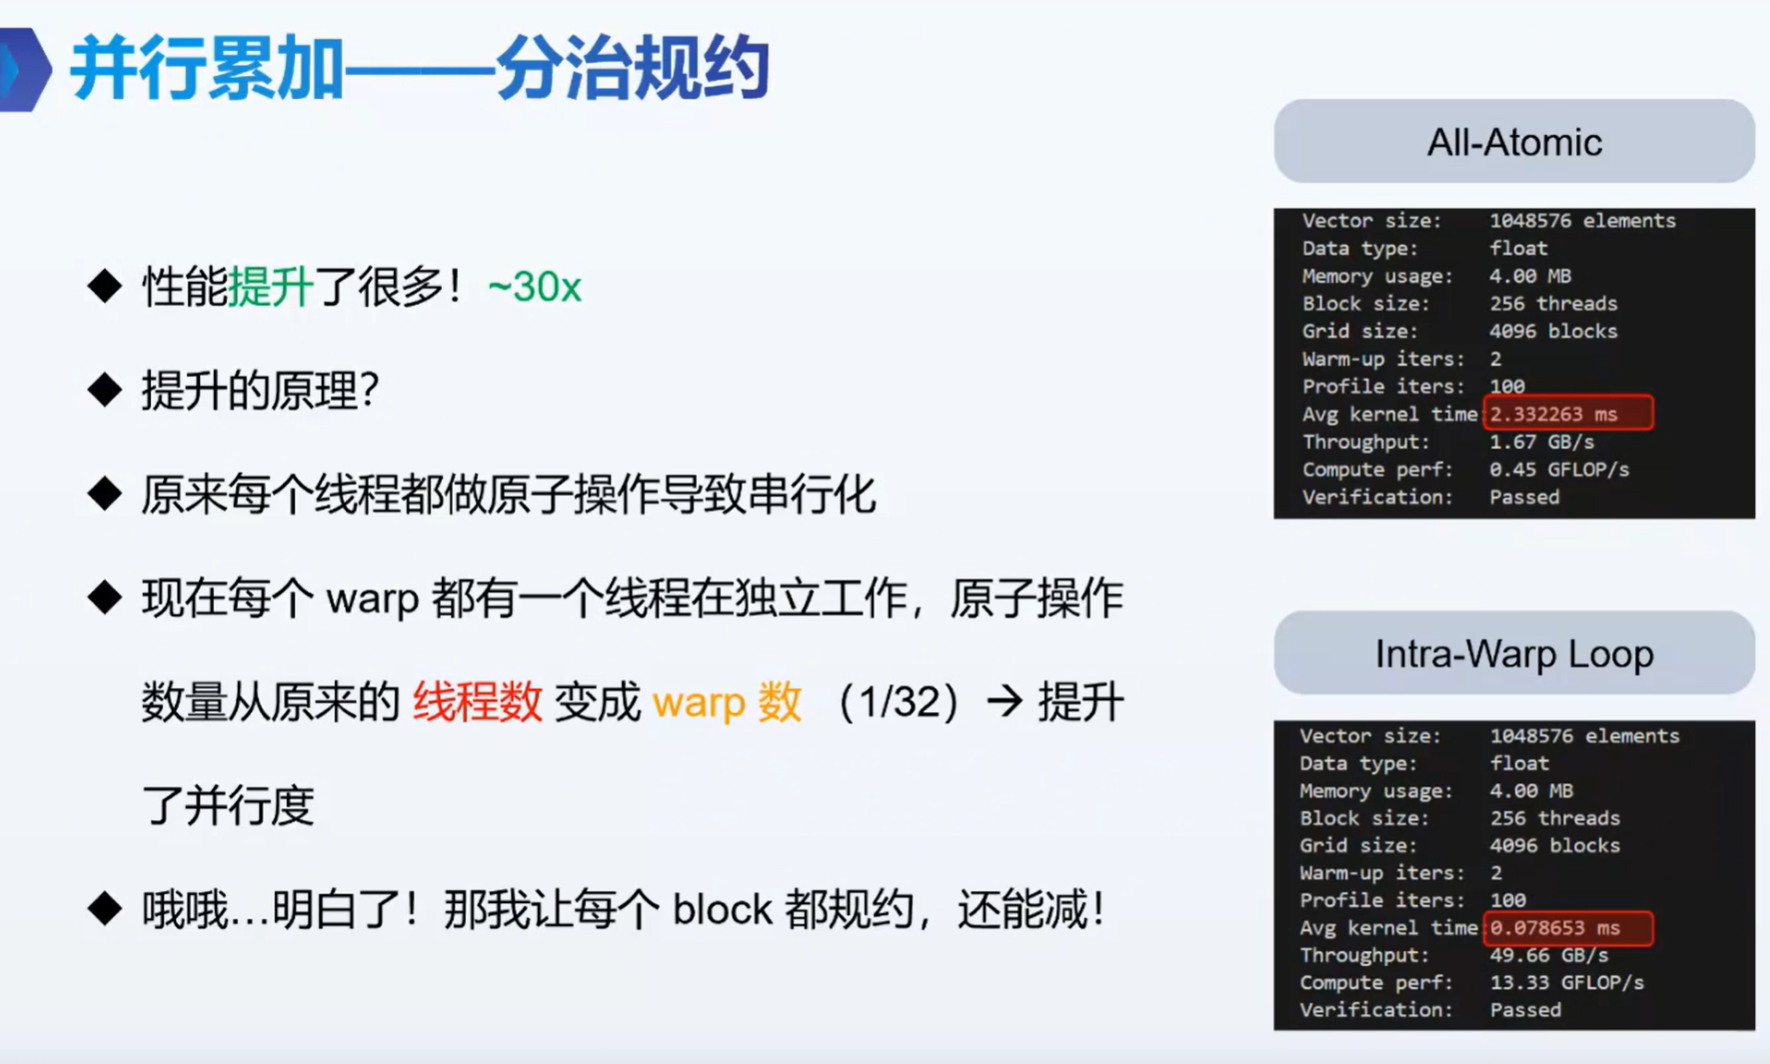 并行累加——分治规约
◆ 性能提升了很多！~30x
◆ 提升的原理？
◆ 原来每个线程都做原子操作导致串行化
◆ 现在每个 warp 都有一个线程在独立工作，原子操作
数量从原来的 线程数 变成 warp 数 （1/32）→ 提升
了并行度
◆ 哦哦...明白了！那我让每个 block 都规约，还能减！
All-Atomic
Vector size: 1048576 elements
Data type: float
Memory usage: 4.00 MB
Block size: 256 threads
Grid size: 4096 blocks
Warm-up iters: 2
Profile iters: 100
Avg kernel time: 2.332263 ms
Throughput: 1.67 GB/s
Compute perf: 0.45 GFLOP/s
Verification: Passed
Intra-Warp Loop
Vector size: 1048576 elements
Data type: float
Memory usage: 4.00 MB
Block size: 256 threads
Grid size: 4096 blocks
Warm-up iters: 2
Profile iters: 100
Avg kernel time: 0.078653 ms
Throughput: 49.66 GB/s
Compute perf: 13.33 GFLOP/s
Verification: Passed